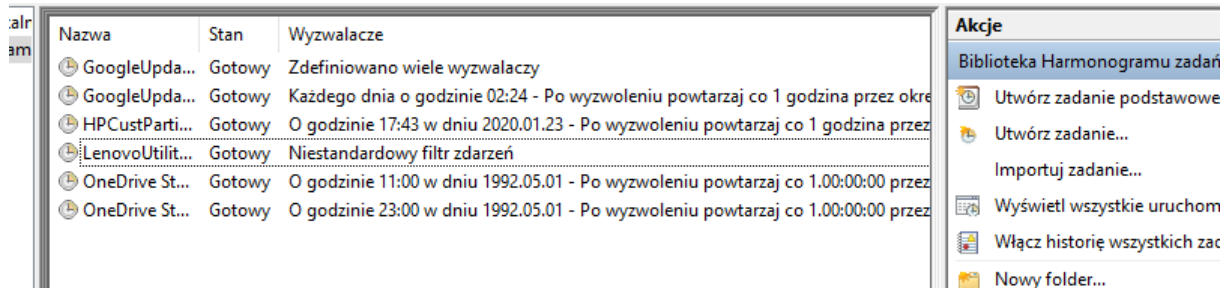 alr
am
Nazwa Stan Wyzwalacze
GoogleUpda... Gotowy Zdefiniowano wiele wyzwalaczy
GoogleUpda... Gotowy Każdego dnia o godzinie 02:24 - Po wyzwoleniu powtarzaj co 1 godzina przez okre
HPCustParti... Gotowy O godzinie 17:43 w dniu 2020.01.23 - Po wyzwoleniu powtarzaj co 1 godzina przez
LenovoUtilit... Gotowy Niestandardowy filtr zdarzeń
OneDrive St... Gotowy O godzinie 11:00 w dniu 1992.05.01 - Po wyzwoleniu powtarzaj co 1.00:00:00 przez
OneDrive St... Gotowy O godzinie 23:00 w dniu 1992.05.01 - Po wyzwoleniu powtarzaj co 1.00:00:00 przez
Akcje
Biblioteka Harmonogramu zadań
Utwórz zadanie podstawowe
Utwórz zadanie...
Importuj zadanie...
Wyświetl wszystkie uruchom
Włącz historię wszystkich zad
Nowy folder...